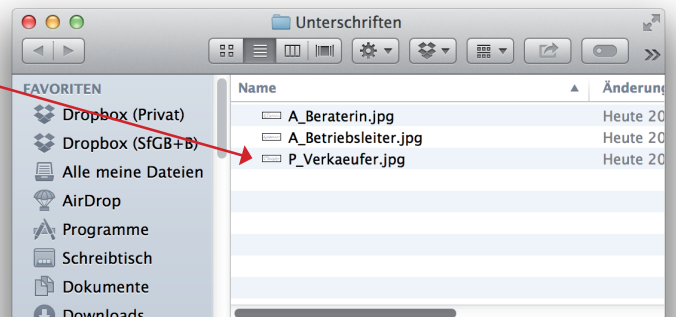 Unterschriften
FAVORITEN
Dropbox (Privat)
Dropbox (SfGB+B)
Alle meine Dateien
AirDrop
Programme
Schreibtisch
Dokumente
Downloads
Name Änderung
A_Beraterin.jpg Heute 20
A_Betriebsleiter.jpg Heute 20
P_Verkaeufer.jpg Heute 20